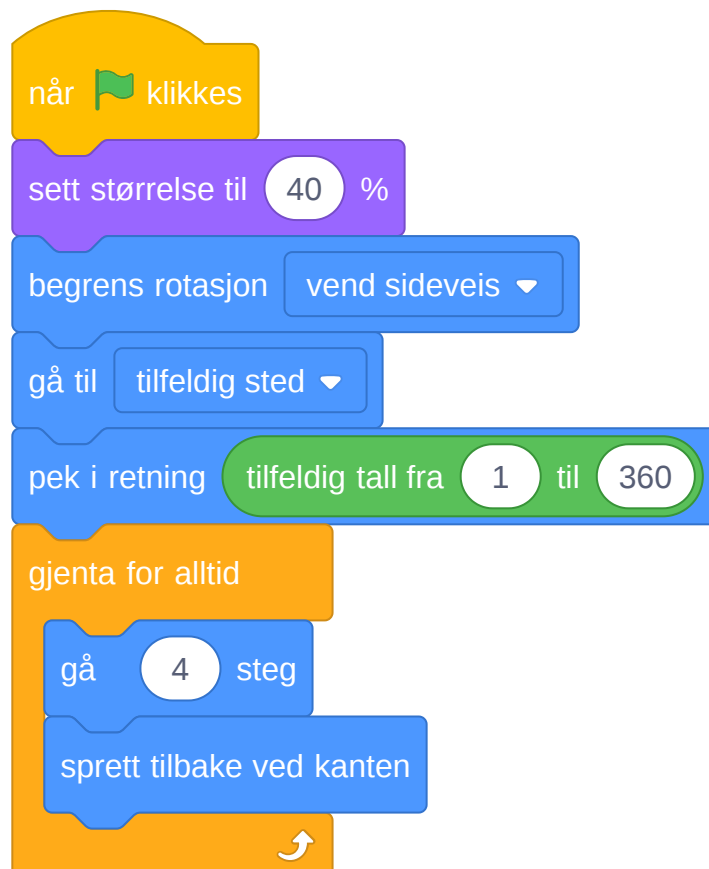 når klikkes
sett størrelse til 40 %
begrens rotasjon vend sideveis
gå til tilfeldig sted
pek i retning tilfeldig tall fra 1 til 360
gjenta for alltid
gå 4 steg
sprett tilbake ved kanten